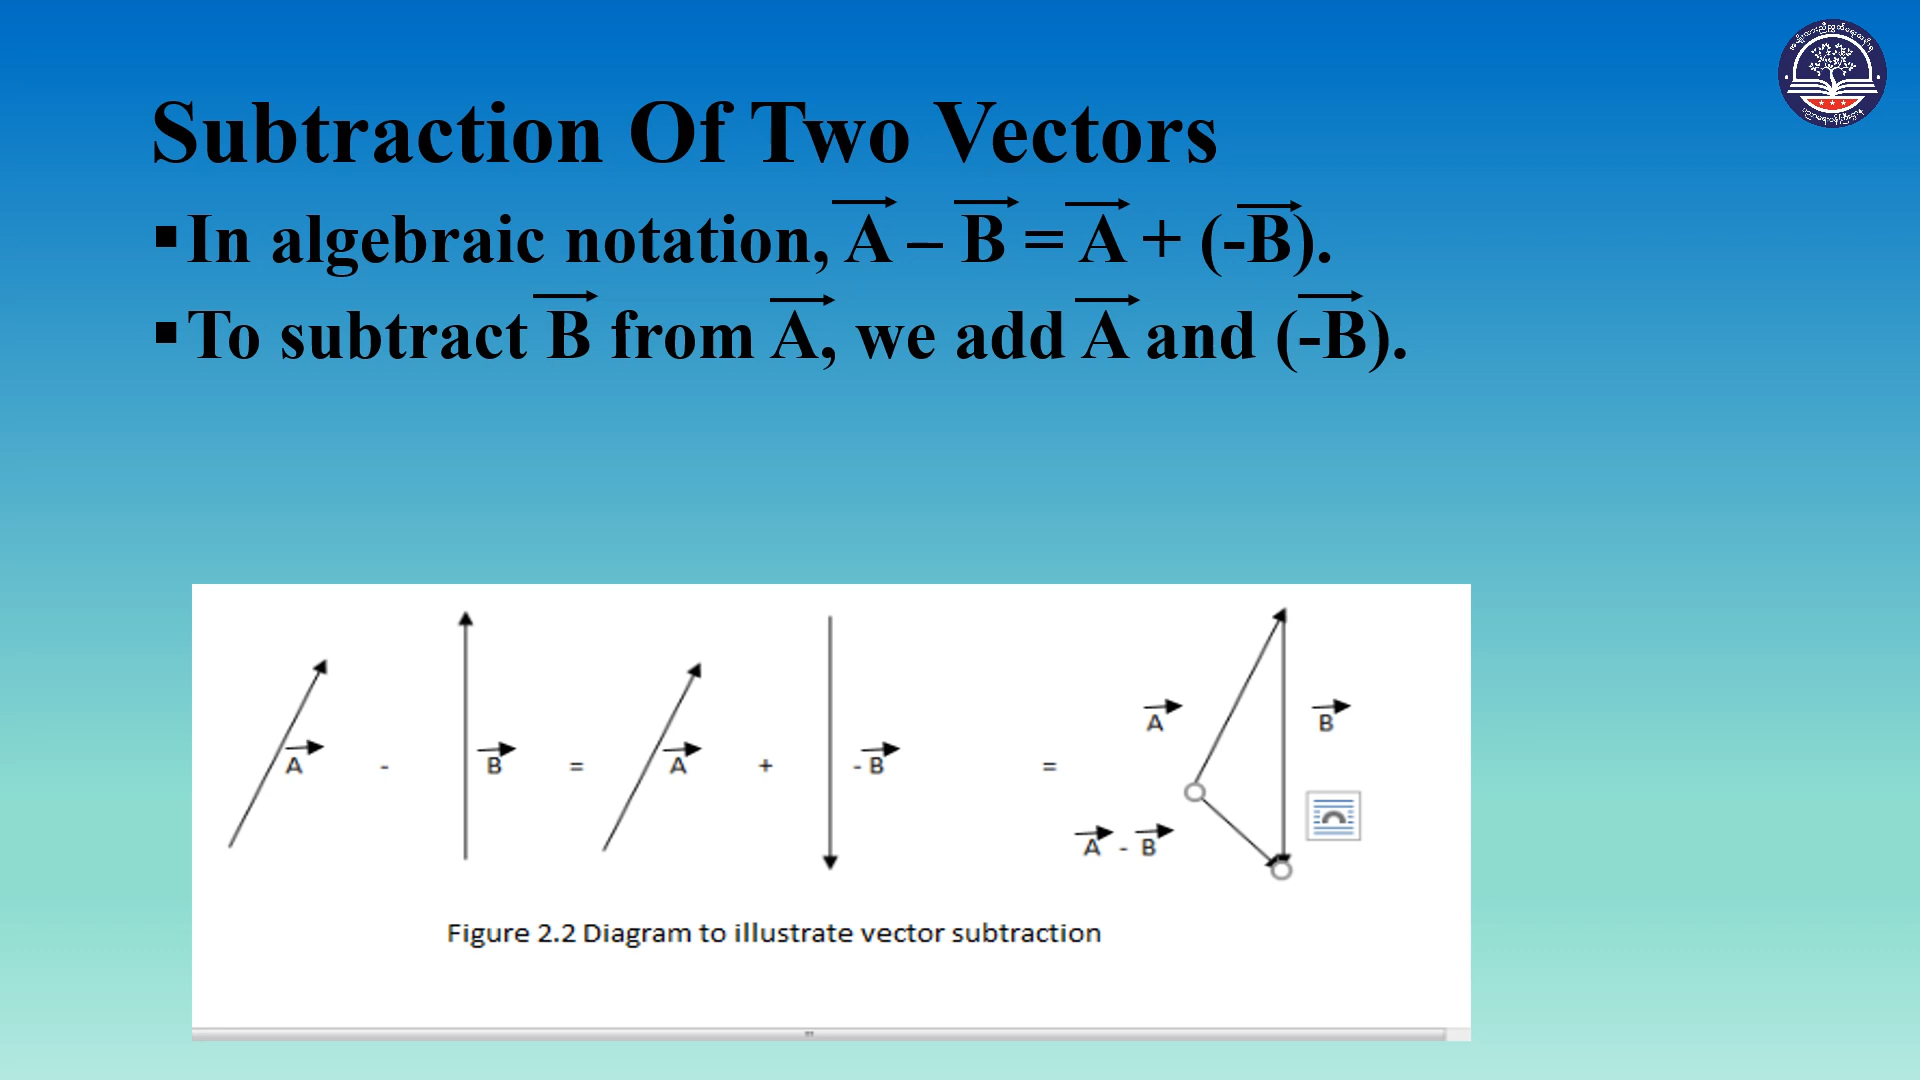 Subtraction Of Two Vectors
▪In algebraic notation, A⃗ – B⃗ = A⃗ + (-B⃗).
▪To subtract B⃗ from A⃗, we add A⃗ and (-B⃗).
A⃗ - B⃗ = A⃗ + - B⃗ = A⃗ B⃗
A⃗ - B⃗
Figure 2.2 Diagram to illustrate vector subtraction